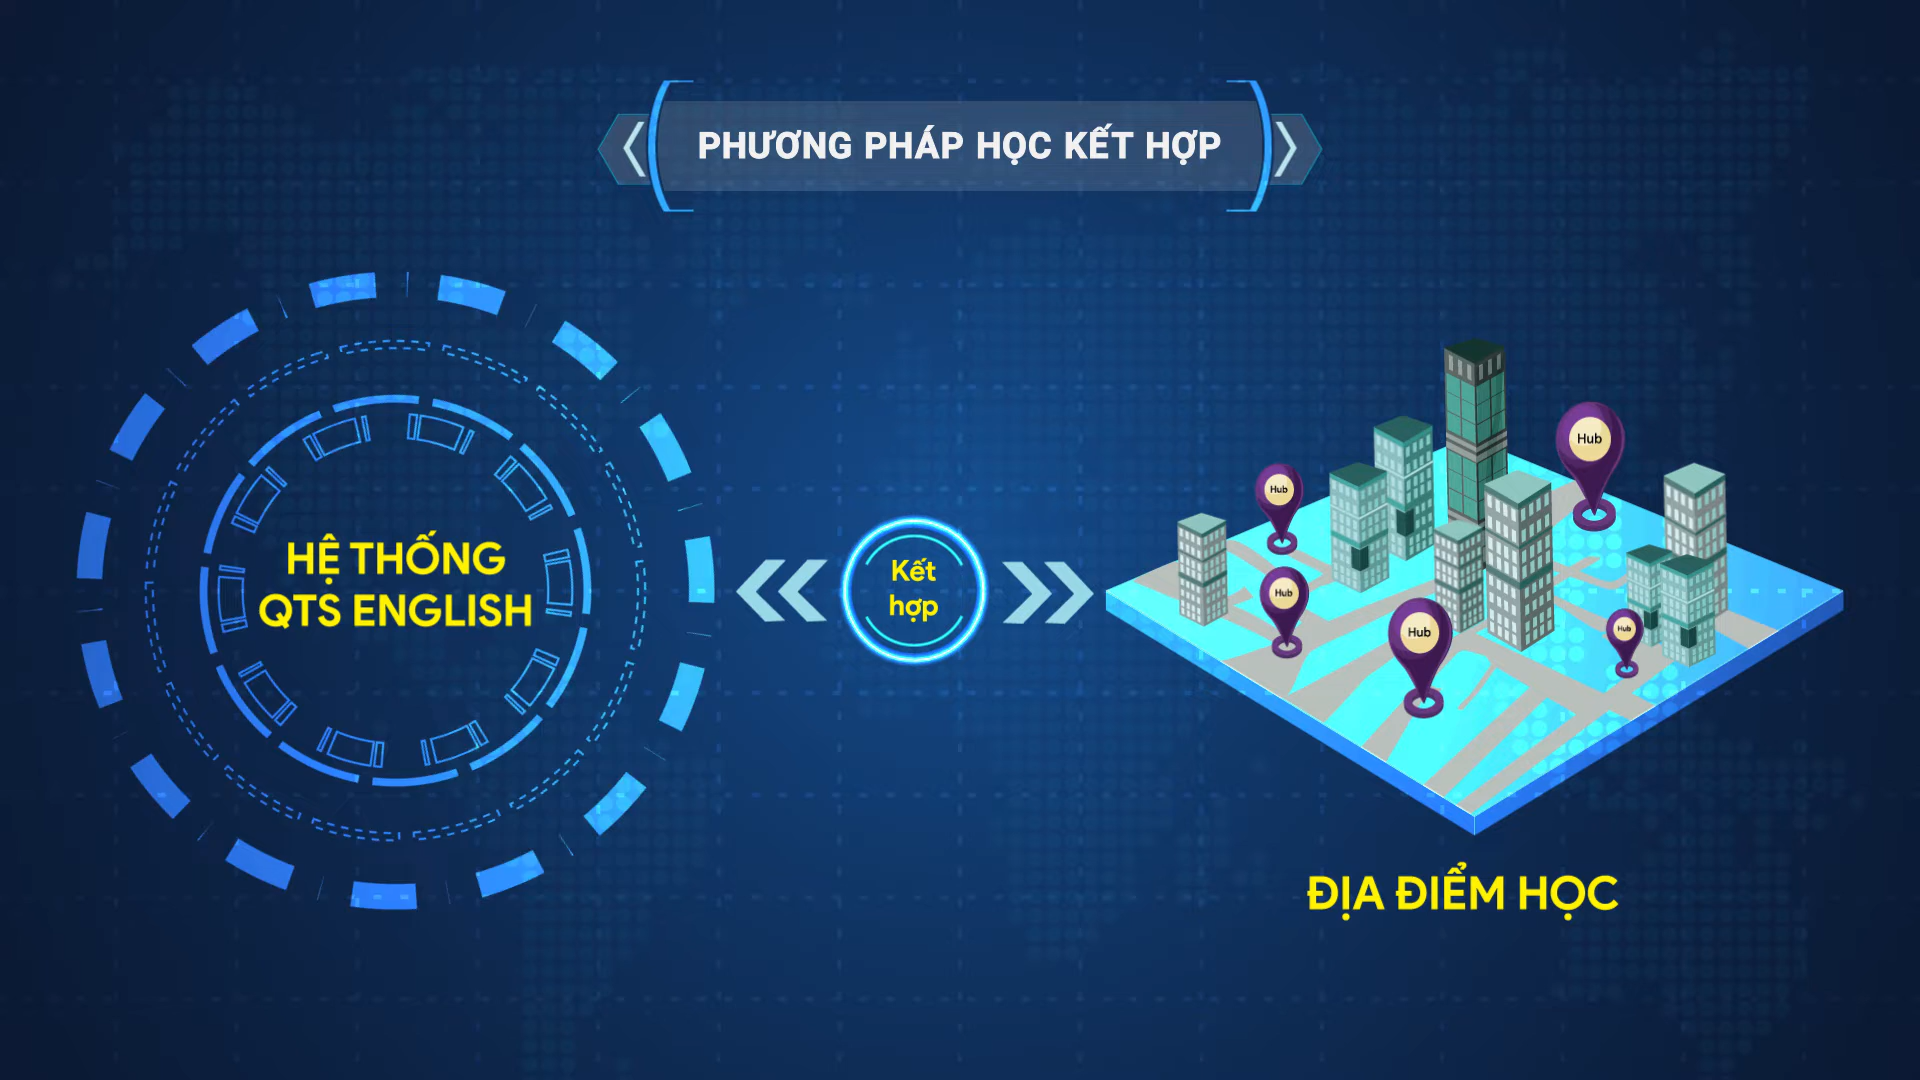 PHƯƠNG PHÁP HỌC KẾT HỢP
HỆ THỐNG
QTS ENGLISH
Kết
hợp
Hub
Hub
Hub
Hub
Hub
ĐỊA ĐIỂM HỌC